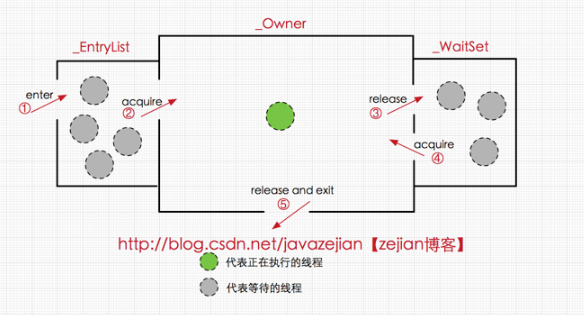 _Owner
_EntryList
_WaitSet
enter
①
acquire
②
release
③
acquire
④
release and exit
⑤
http://blog.csdn.net/javazejian【zejian博客】
代表正在执行的线程
代表等待的线程